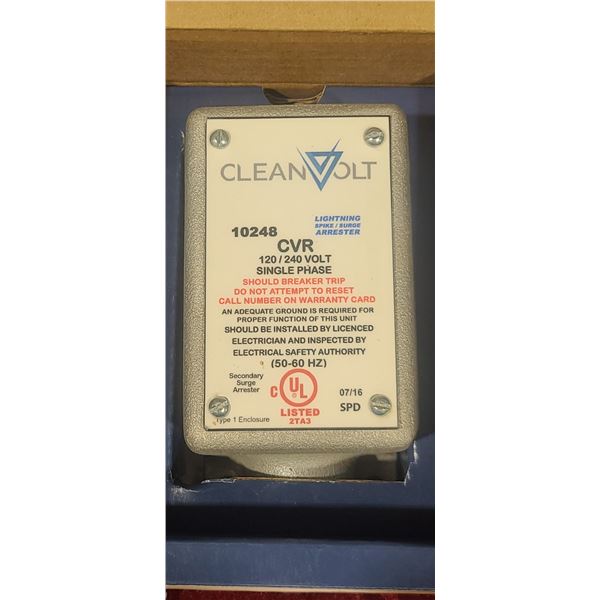 CLEANVOLT
LIGHTNING
SPIKE / SURGE
ARRESTER
10248
CVR
120 / 240 VOLT
SINGLE PHASE
SHOULD BREAKER TRIP
DO NOT ATTEMPT TO RESET
CALL NUMBER ON WARRANTY CARD
AN ADEQUATE GROUND IS REQUIRED FOR
PROPER FUNCTION OF THIS UNIT
SHOULD BE INSTALLED BY LICENCED
ELECTRICIAN AND INSPECTED BY
ELECTRICAL SAFETY AUTHORITY
(50-60 HZ)
Secondary
Surge
Arrester
C UL
LISTED
2TA3
07/16
SPD
Type 1 Enclosure